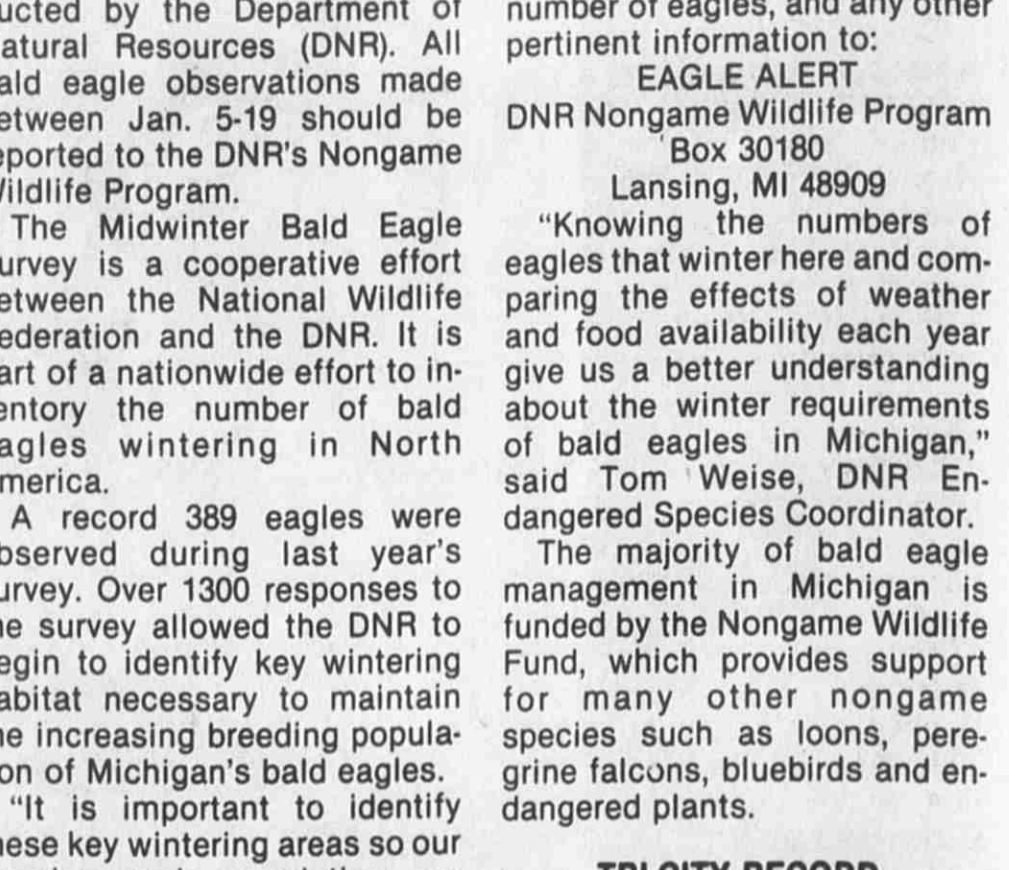 ucted by the Department of
atural Resources (DNR). All
ald eagle observations made
etween Jan. 5-19 should be
eported to the DNR's Nongame
Wildlife Program.
The Midwinter Bald Eagle
urvey is a cooperative effort
etween the National Wildlife
ederation and the DNR. It is
art of a nationwide effort to in-
entory the number of bald
agles wintering in North
merica.
A record 389 eagles were
bserved during last year's
urvey. Over 1300 responses to
he survey allowed the DNR to
egin to identify key wintering
abitat necessary to maintain
he increasing breeding popula-
on of Michigan's bald eagles.
"It is important to identify
hese key wintering areas so our
number of eagles, and any other
pertinent information to:
EAGLE ALERT
DNR Nongame Wildlife Program
Box 30180
Lansing, MI 48909
"Knowing the numbers of
eagles that winter here and com-
paring the effects of weather
and food availability each year
give us a better understanding
about the winter requirements
of bald eagles in Michigan,"
said Tom Weise, DNR En-
dangered Species Coordinator.
The majority of bald eagle
management in Michigan is
funded by the Nongame Wildlife
Fund, which provides support
for many other nongame
species such as loons, pere-
grine falcons, bluebirds and en-
dangered plants.
TRI-CITY RECORD